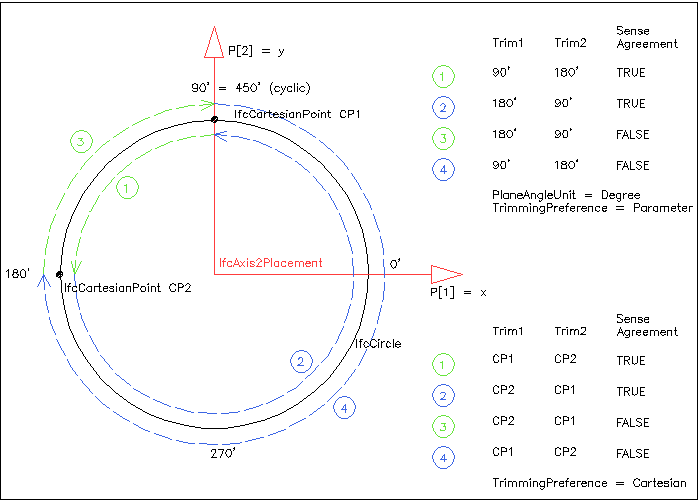 P[2] = y
90' = 450' (cyclic)
IfcCartesianPoint CP1
3
1
IfcAxis2Placement
0'
180'
IfcCartesianPoint CP2
P[1] = x
IfcCircle
2
4
270'
Sense
Trim1 Trim2 Agreement
1 90' 180' TRUE
2 180' 90' TRUE
3 180' 90' FALSE
4 90' 180' FALSE
PlaneAngleUnit = Degree
TrimmingPreference = Parameter
Sense
Trim1 Trim2 Agreement
1 CP1 CP2 TRUE
2 CP2 CP1 TRUE
3 CP2 CP1 FALSE
4 CP1 CP2 FALSE
TrimmingPreference = Cartesian